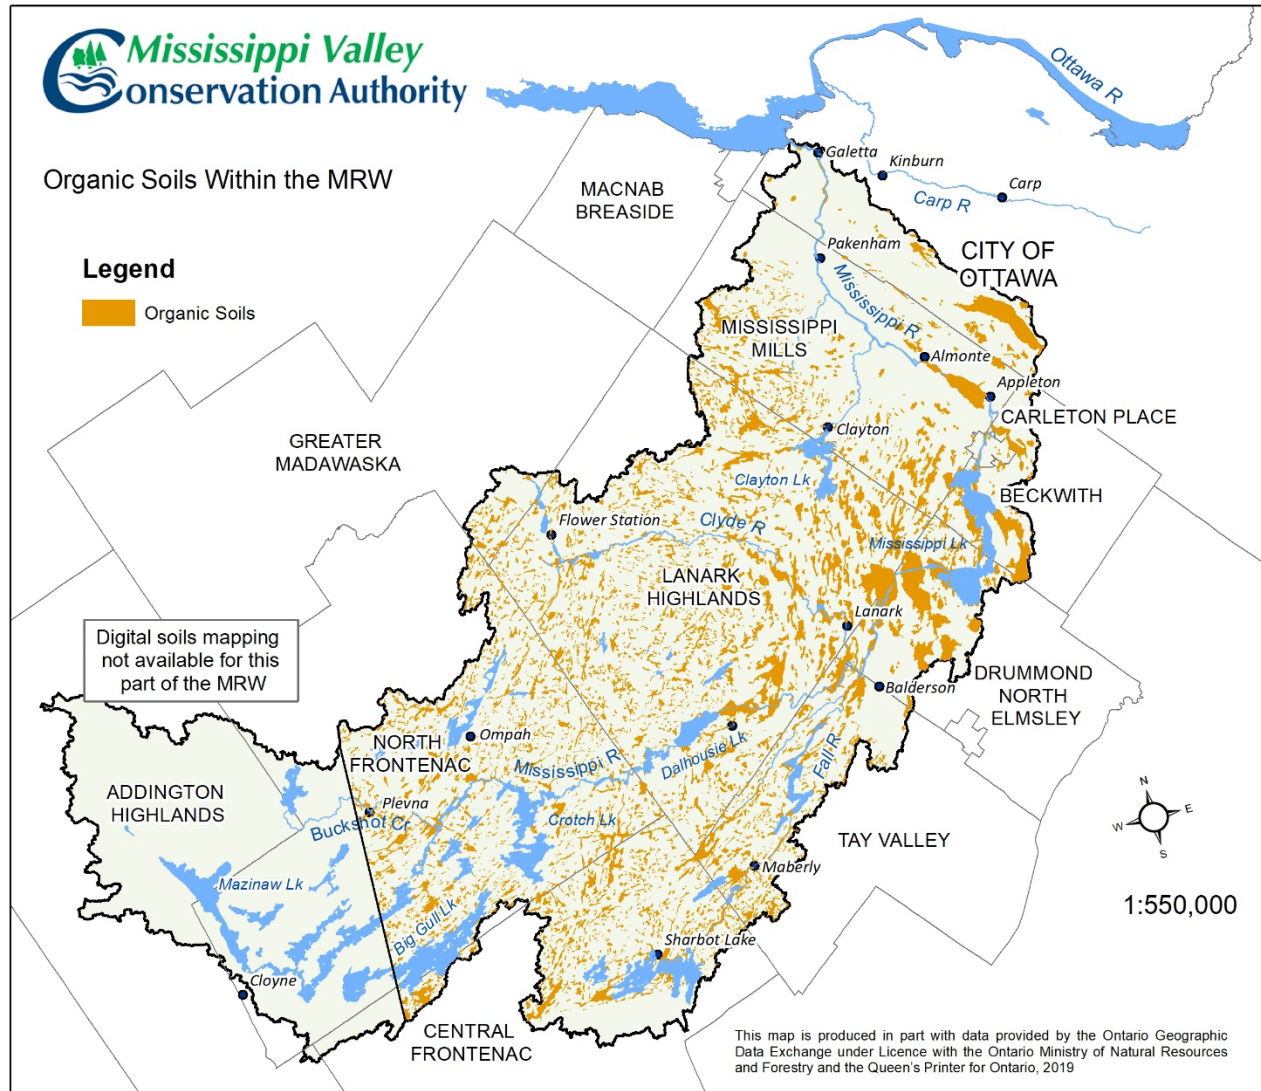 Mississippi Valley
Conservation Authority
Organic Soils Within the MRW
Legend
Organic Soils
Ottawa R
Galetta
Kinburn
Carp
Carp R
MACNAB
BREASIDE
Pakenham
CITY OF
OTTAWA
Mississippi R
MISSISSIPPI
MILLS
Almonte
Appleton
CARLETON PLACE
Clayton
GREATER
MADAWASKA
Clayton Lk
BECKWITH
Flower Station
Clyde R
Mississippi Lk
LANARK
HIGHLANDS
Lanark
Digital soils mapping
not available for this
part of the MRW
Balderson
DRUMMOND
NORTH
ELMSLEY
Ompah
NORTH
FRONTENAC
Mississippi R
Dalhousie Lk
Fall R
ADDINGTON
HIGHLANDS
Plevna
Buckshot Cr
Crotch Lk
TAY VALLEY
Maberly
Mazinaw Lk
Big Gull Lk
Sharbot Lake
Cloyne
CENTRAL
FRONTENAC
N
E
W
S
1:550,000
This map is produced in part with data provided by the Ontario Geographic
Data Exchange under Licence with the Ontario Ministry of Natural Resources
and Forestry and the Queen's Printer for Ontario, 2019